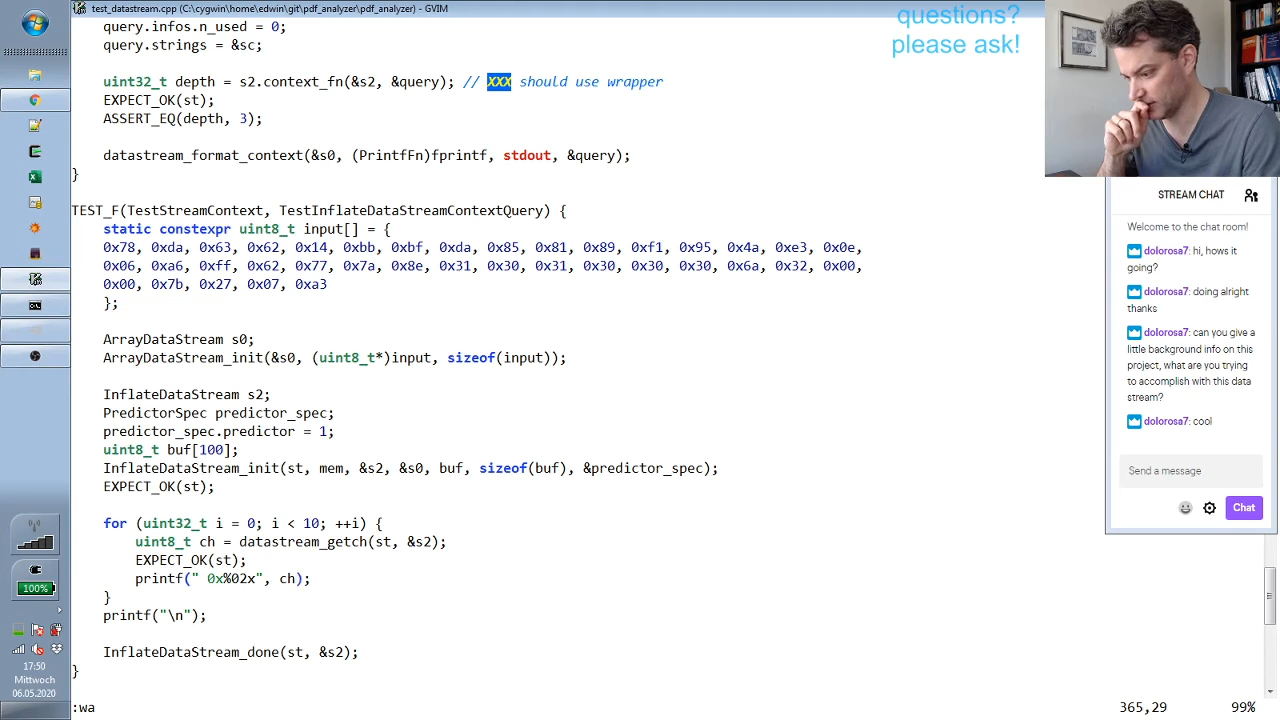 test_datastream.cpp (C:\cygwin\home\edwin\git\pdf_analyzer\pdf_analyzer) - GVIM
query.infos.n_used = 0;
query.strings = &sc;
uint32_t depth = s2.context_fn(&s2, &query); // XXX should use wrapper
EXPECT_OK(st);
ASSERT_EQ(depth, 3);
datastream_format_context(&s0, (PrintfFn)fprintf, stdout, &query);
}
TEST_F(TestStreamContext, TestInflateDataStreamContextQuery) {
static constexpr uint8_t input[] = {
0x78, 0xda, 0x63, 0x62, 0x14, 0xbb, 0xbf, 0xda, 0x85, 0x81, 0x89, 0xf1, 0x95, 0x4a, 0xe3, 0x0e,
0x06, 0xa6, 0xff, 0x62, 0x77, 0x7a, 0x8e, 0x31, 0x30, 0x31, 0x30, 0x30, 0x30, 0x6a, 0x32, 0x00,
0x00, 0x7b, 0x27, 0x07, 0xa3
};
ArrayDataStream s0;
ArrayDataStream_init(&s0, (uint8_t*)input, sizeof(input));
InflateDataStream s2;
PredictorSpec predictor_spec;
predictor_spec.predictor = 1;
uint8_t buf[100];
InflateDataStream_init(st, mem, &s2, &s0, buf, sizeof(buf), &predictor_spec);
EXPECT_OK(st);
for (uint32_t i = 0; i < 10; ++i) {
uint8_t ch = datastream_getch(st, &s2);
EXPECT_OK(st);
printf(" 0x%02x", ch);
}
printf("\n");
InflateDataStream_done(st, &s2);
}
:wa
365,29
99%
questions?
please ask!
STREAM CHAT
Welcome to the chat room!
dolorosa7: hi, hows it
going?
dolorosa7: doing alright
thanks
dolorosa7: can you give a
little background info on this
project, what are you trying
to accomplish with this data
stream?
dolorosa7: cool
Send a message
Chat
100%
17:50
Mittwoch
06.05.2020